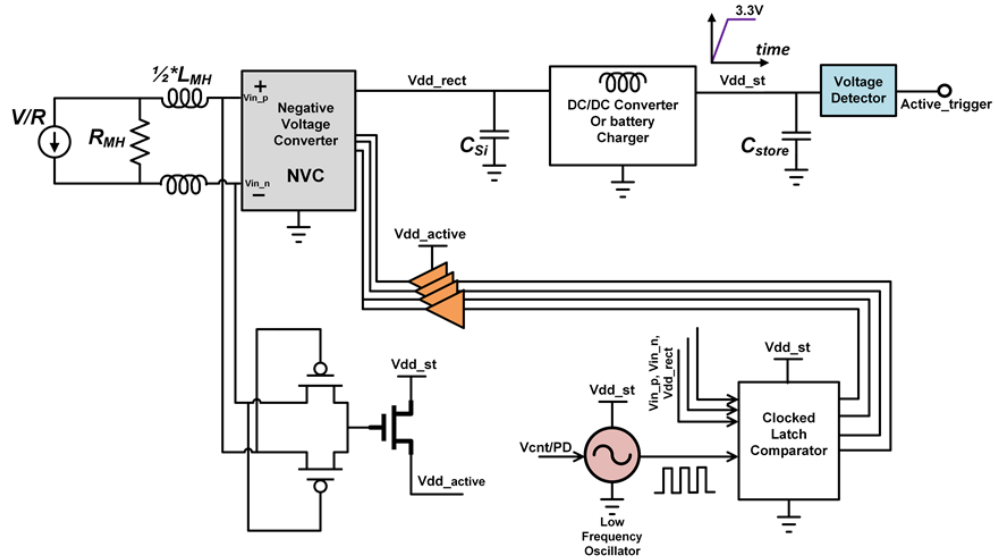 3.3V
time
½*LMH
Vdd_rect
Vdd_st
+
Vin_p
Negative
Voltage
Converter
NVC
Vin_n
−
V/R
RMH
CSi
DC/DC Converter
Or battery
Charger
Cstore
Voltage
Detector
Active_trigger
Vdd_active
Vdd_st
Vdd_active
Vin_p, Vin_n,
Vdd_rect
Vdd_st
Vdd_st
Vcnt/PD
Clocked
Latch
Comparator
Low
Frequency
Oscillator